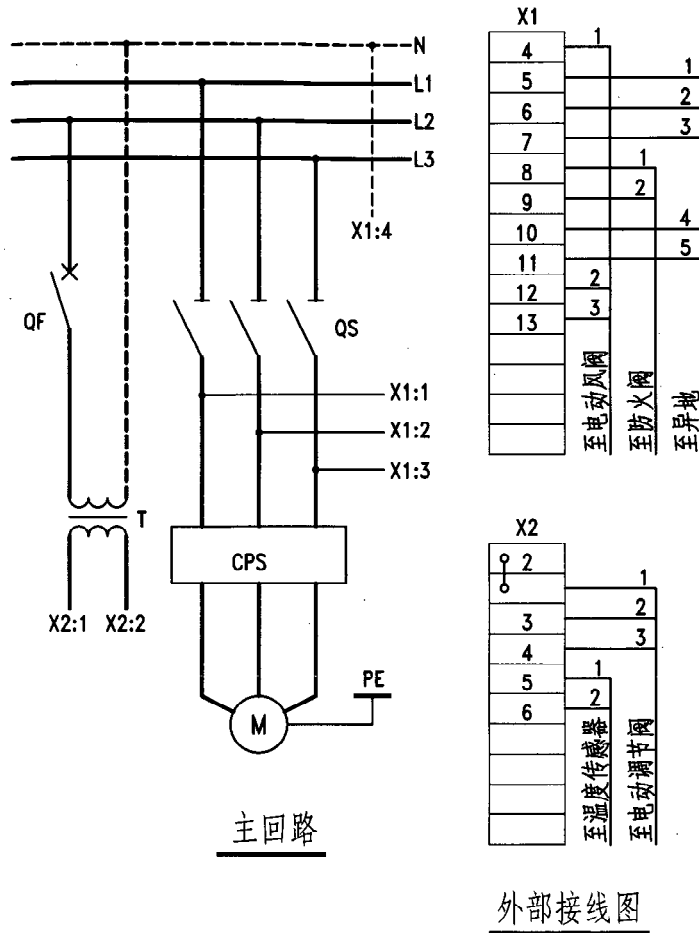 N
L1
L2
L3
X1:4
QF
QS
X1:1
X1:2
X1:3
T
CPS
X2:1 X2:2
PE
M
主回路
X1
4 1
5 1
6 2
7 3
8 1
9 2
10 4
11 5
12 2
13 3
至电动风阀
至防火阀
至异地
X2
2
1
3 2
4 3
5 1
6 2
至温度传感器
至电动调节阀
外部接线图